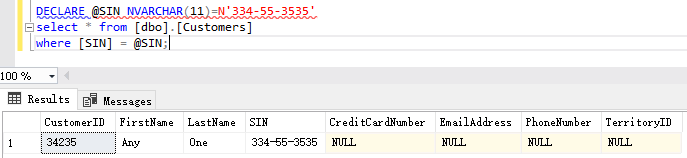 DECLARE @SIN NVARCHAR(11)=N'334-55-3535'
select * from [dbo].[Customers]
where [SIN] = @SIN;
100 %
Results Messages
CustomerID FirstName LastName SIN CreditCardNumber EmailAddress PhoneNumber TerritoryID
1 34235 Any One 334-55-3535 NULL NULL NULL NULL